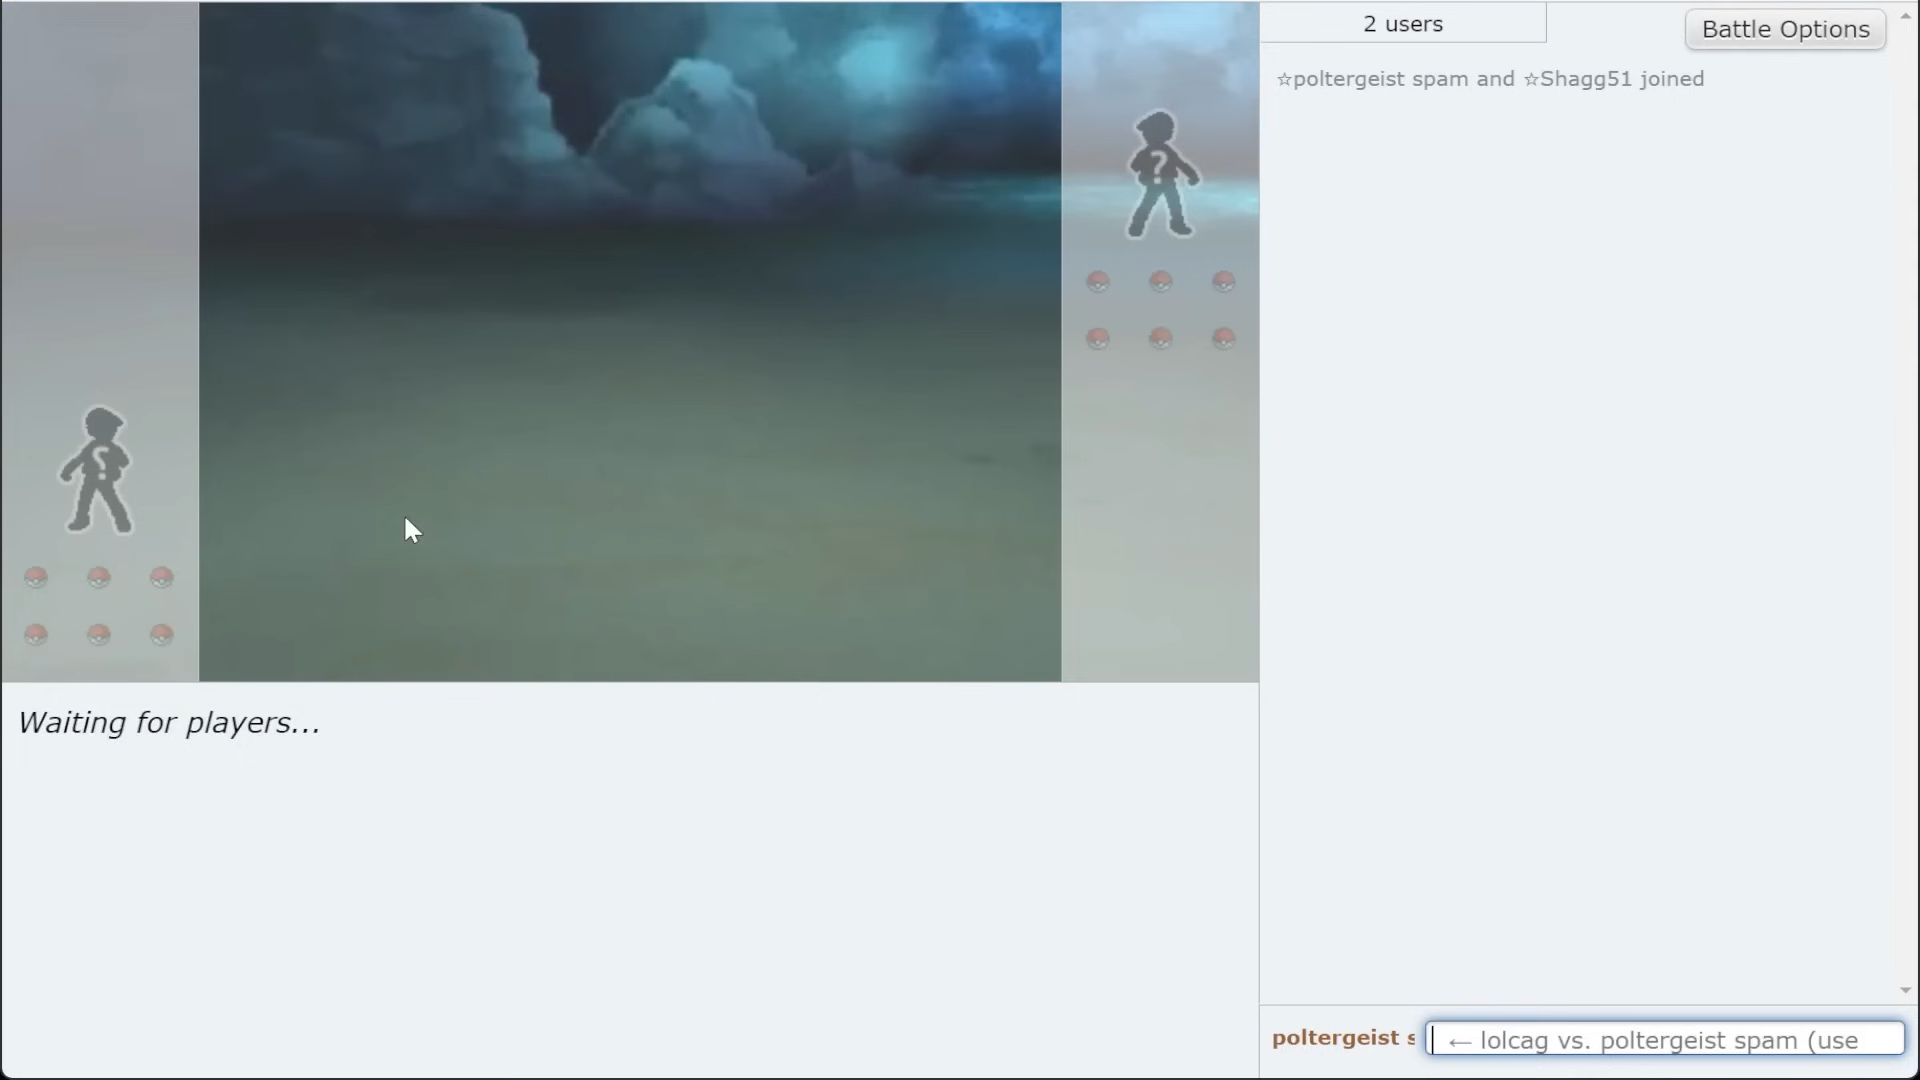 2 users
Battle Options
☆poltergeist spam and ☆Shagg51 joined
?
?
Waiting for players...
poltergeist s
← lolcag vs. poltergeist spam (use